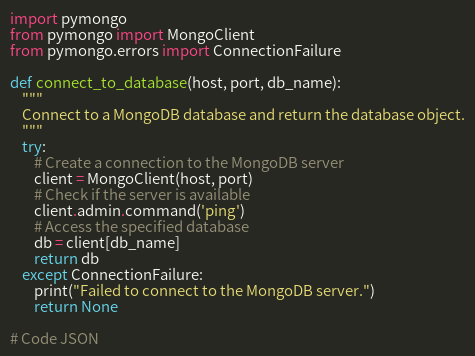 import pymongo
from pymongo import MongoClient
from pymongo.errors import ConnectionFailure

def connect_to_database(host, port, db_name):
    """
    Connect to a MongoDB database and return the database object.
    """
    try:
        # Create a connection to the MongoDB server
        client = MongoClient(host, port)
        # Check if the server is available
        client.admin.command('ping')
        # Access the specified database
        db = client[db_name]
        return db
    except ConnectionFailure:
        print("Failed to connect to the MongoDB server.")
        return None

# Code JSON